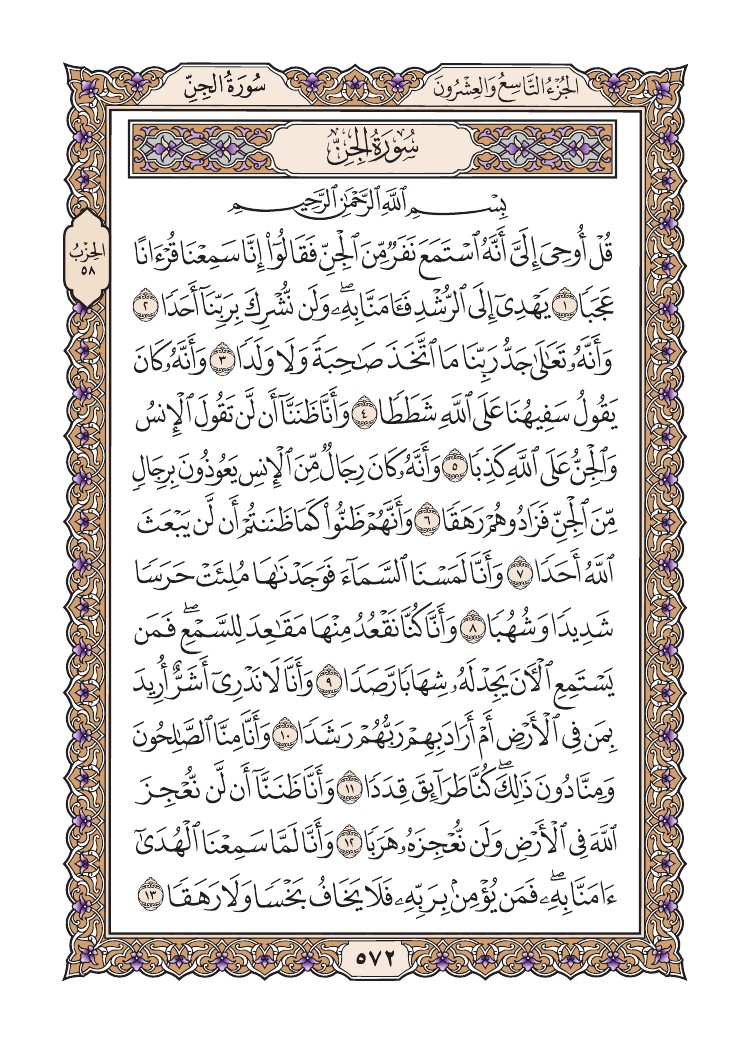 الجُزْءُ التَّاسِعُ وَالعِشْرُونَ
سُورَةُ الجِنِّ
سُورَةُ الجِنِّ
بِسْمِ ٱللَّهِ ٱلرَّحْمَٰنِ ٱلرَّحِيمِ
قُلْ أُوحِىَ إِلَىَّ أَنَّهُ ٱسْتَمَعَ نَفَرٌ مِّنَ ٱلْجِنِّ فَقَالُوٓا۟ إِنَّا سَمِعْنَا قُرْءَانًا
عَجَبًا ١ يَهْدِىٓ إِلَى ٱلرُّشْدِ فَـَٔامَنَّا بِهِۦ ۖ وَلَن نُّشْرِكَ بِرَبِّنَآ أَحَدًا ٢
وَأَنَّهُۥ تَعَٰلَىٰ جَدُّ رَبِّنَا مَا ٱتَّخَذَ صَٰحِبَةً وَلَا وَلَدًا ٣ وَأَنَّهُۥ كَانَ
يَقُولُ سَفِيهُنَا عَلَى ٱللَّهِ شَطَطًا ٤ وَأَنَّا ظَنَنَّآ أَن لَّن تَقُولَ ٱلْإِنسُ
وَٱلْجِنُّ عَلَى ٱللَّهِ كَذِبًا ٥ وَأَنَّهُۥ كَانَ رِجَالٌ مِّنَ ٱلْإِنسِ يَعُوذُونَ بِرِجَالٍ
مِّنَ ٱلْجِنِّ فَزَادُوهُمْ رَهَقًا ٦ وَأَنَّهُمْ ظَنُّوا۟ كَمَا ظَنَنتُمْ أَن لَّن يَبْعَثَ
ٱللَّهُ أَحَدًا ٧ وَأَنَّا لَمَسْنَا ٱلسَّمَآءَ فَوَجَدْنَٰهَا مُلِئَتْ حَرَسًا
شَدِيدًا وَشُهُبًا ٨ وَأَنَّا كُنَّا نَقْعُدُ مِنْهَا مَقَٰعِدَ لِلسَّمْعِ ۖ فَمَن
يَسْتَمِعِ ٱلْـَٔانَ يَجِدْ لَهُۥ شِهَابًا رَّصَدًا ٩ وَأَنَّا لَا نَدْرِىٓ أَشَرٌّ أُرِيدَ
بِمَن فِى ٱلْأَرْضِ أَمْ أَرَادَ بِهِمْ رَبُّهُمْ رَشَدًا ١٠ وَأَنَّا مِنَّا ٱلصَّٰلِحُونَ
وَمِنَّا دُونَ ذَٰلِكَ ۖ كُنَّا طَرَآئِقَ قِدَدًا ١١ وَأَنَّا ظَنَنَّآ أَن لَّن نُّعْجِزَ
ٱللَّهَ فِى ٱلْأَرْضِ وَلَن نُّعْجِزَهُۥ هَرَبًا ١٢ وَأَنَّا لَمَّا سَمِعْنَا ٱلْهُدَىٰٓ
ءَامَنَّا بِهِۦ ۖ فَمَن يُؤْمِنۢ بِرَبِّهِۦ فَلَا يَخَافُ بَخْسًا وَلَا رَهَقًا ١٣
الحِزْبُ
٥٨
٥٧٢